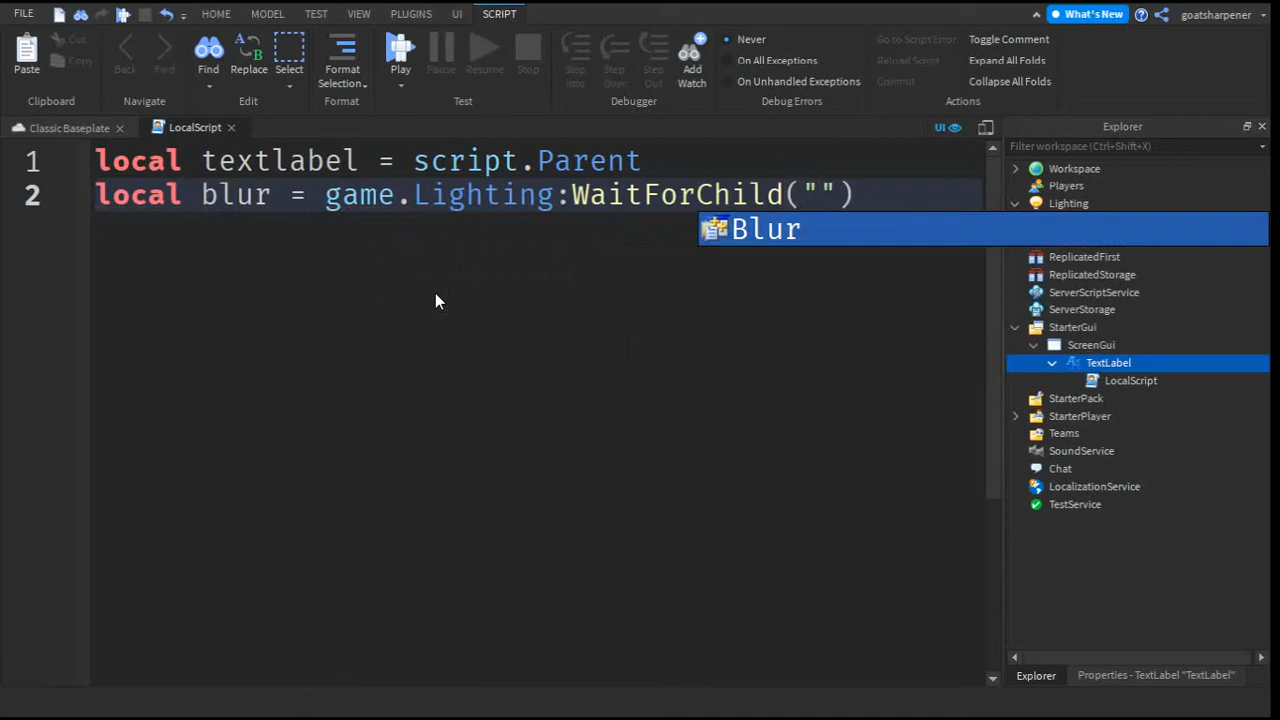 FILE HOME MODEL TEST VIEW PLUGINS UI SCRIPT What's New goatsharpener
Paste Cut Copy Back Find Find Replace Select Format Selection Play Pause Resume Stop Step Into Step Over Step Out Add Watch Never On All Exceptions On Unhandled Exceptions Go to Script Error Reload Script Commit Toggle Comment Expand All Folds Collapse All Folds
Clipboard Navigate Edit Format Test Debugger Debug Errors Actions
Classic Baseplate LocalScript UI Explorer
Filter workspace (Ctrl+Shift+X)
1 local textlabel = script.Parent
2 local blur = game.Lighting:WaitForChild("")
Blur
Workspace
Players
Lighting
ReplicatedFirst
ReplicatedStorage
ServerScriptService
ServerStorage
StarterGui
ScreenGui
TextLabel
LocalScript
StarterPack
StarterPlayer
Teams
SoundService
Chat
LocalizationService
TestService
Explorer Properties - TextLabel "TextLabel"